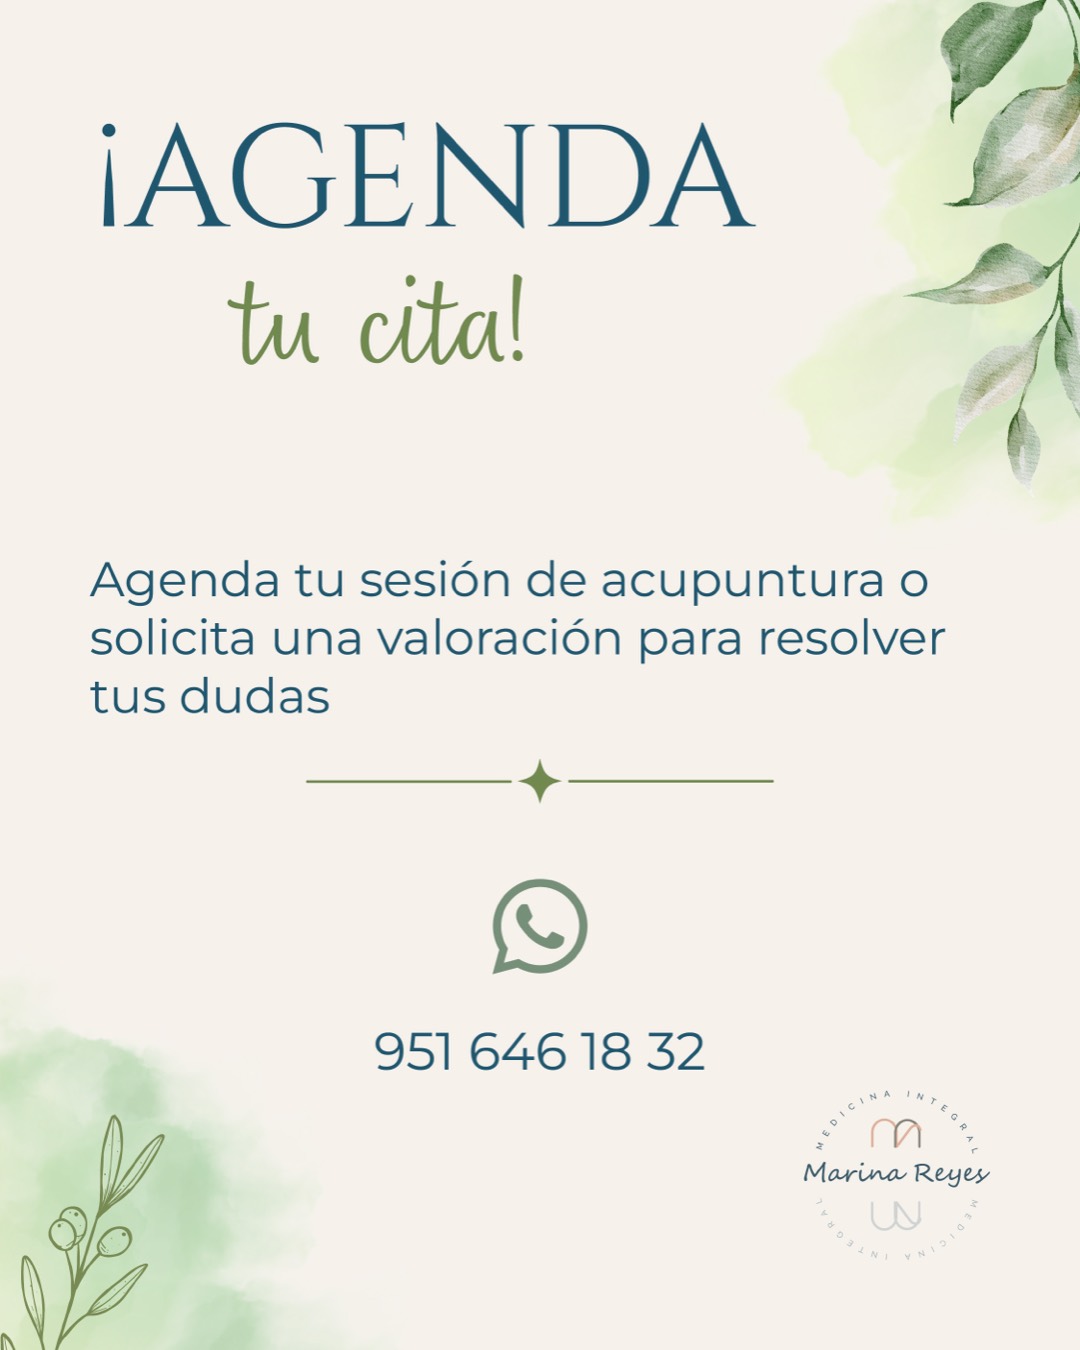 ¡AGENDA
tu cita!
Agenda tu sesión de acupuntura o
solicita una valoración para resolver
tus dudas
951 646 18 32
MEDICINA INTEGRAL
Marina Reyes
MEDICINA INTEGRAL